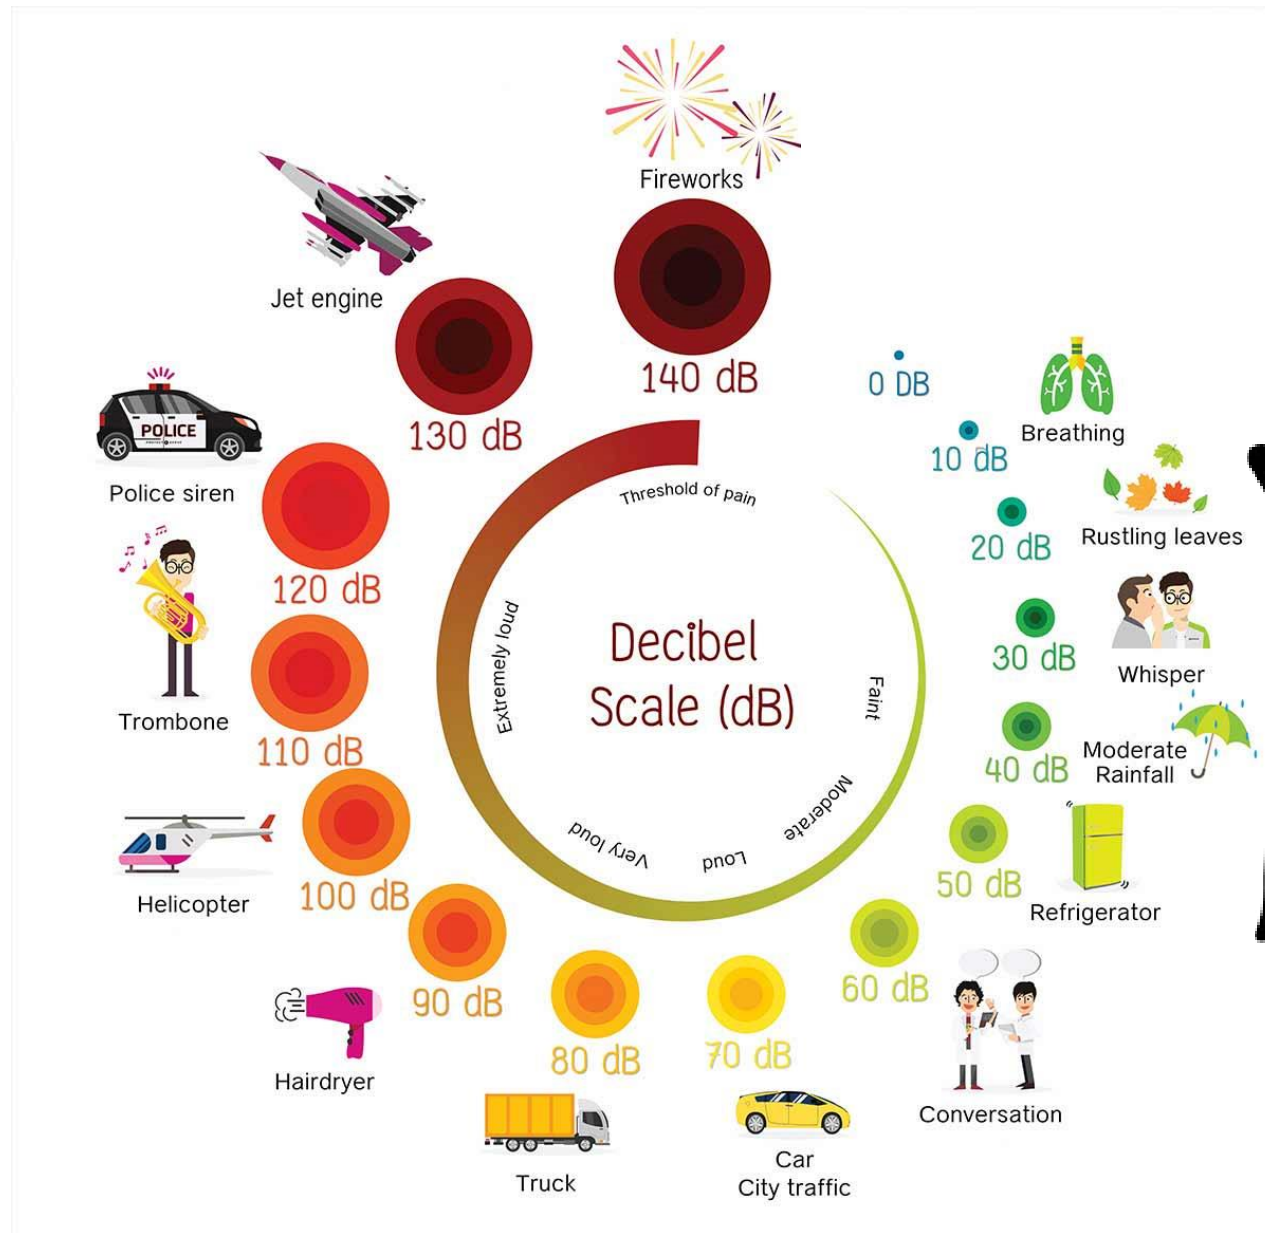 Fireworks
140 dB
Jet engine
130 dB
POLICE
Police siren
120 dB
Trombone
110 dB
Helicopter
100 dB
Hairdryer
90 dB
Truck
80 dB
Car
City traffic
70 dB
Conversation
60 dB
Refrigerator
50 dB
Moderate
Rainfall
40 dB
Whisper
30 dB
Rustling leaves
20 dB
Breathing
10 dB
0 DB
Threshold of pain
Extremely loud
Very loud
Loud
Moderate
Faint
Decibel
Scale (dB)